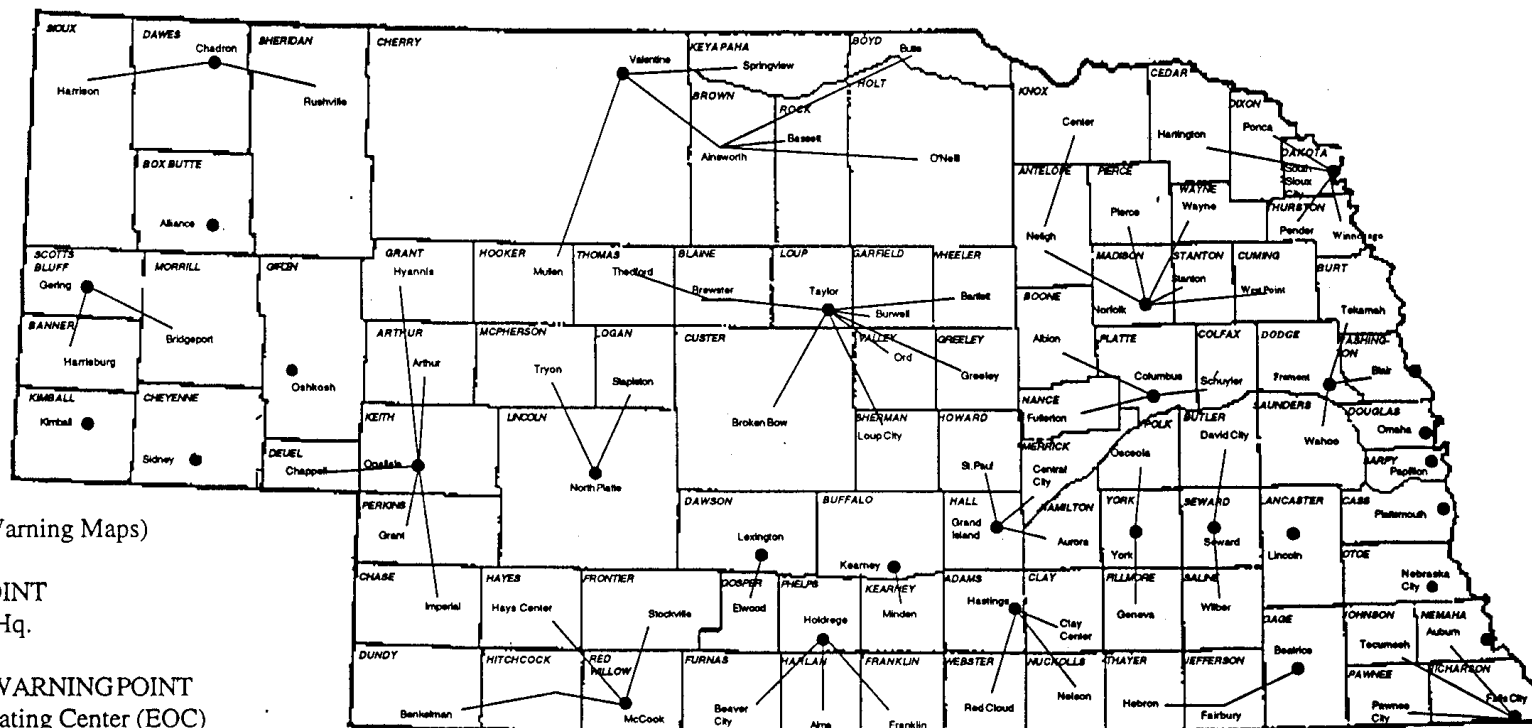 SIOUX
DAWES
Chadron
SHERIDAN
CHERRY
Harrison
Rushville
Valentine
KEYAPAHA
Springview
BOYD
Butte
HOLT
BROWN
ROCK
Bassett
Ainsworth
O'Neill
KNOX
Center
CEDAR
Hartington
DIXON
Ponca
DAKOTA
South
Sioux
City
BOX BUTTE
Alliance
ANTELOPE
Neligh
PIERCE
Pierce
WAYNE
Wayne
THURSTON
Pender
Winnebago
SCOTTS
BLUFF
Gering
MORRILL
Bridgeport
GRANT
Hyannis
HOOKER
Mullen
THOMAS
Thedford
BLAINE
Brewster
LOUP
Taylor
GARFIELD
Burwell
WHEELER
Bartlett
MADISON
Norfolk
STANTON
Stanton
CUMING
West Point
BURT
Tekamah
BANNER
Harrisburg
Oshkosh
ARTHUR
Arthur
MCPHERSON
Tryon
LOGAN
Stapleton
CUSTER
Broken Bow
VALLEY
Ord
GREELEY
Greeley
BOONE
Albion
PLATTE
Columbus
COLFAX
Schuyler
DODGE
Fremont
WASHING-
TON
Blair
KIMBALL
Kimball
CHEYENNE
Sidney
DEUEL
Chappell
KEITH
Ogallala
LINCOLN
North Platte
SHERMAN
Loup City
HOWARD
St. Paul
NANCE
Fullerton
MERRICK
Central
City
POLK
Osceola
BUTLER
David City
SAUNDERS
Wahoo
DOUGLAS
Omaha
SARPY
Papillion
PERKINS
Grant
DAWSON
Lexington
BUFFALO
Kearney
HALL
Grand
Island
HAMILTON
Aurora
YORK
York
SEWARD
Seward
LANCASTER
Lincoln
CASS
Plattsmouth
OTOE
Nebraska
City
Warning Maps)
CHASE
Imperial
HAYES
Hays Center
FRONTIER
Stockville
GOSPER
Elwood
PHELPS
Holdrege
KEARNEY
Minden
ADAMS
Hastings
CLAY
Clay
Center
FILLMORE
Geneva
SALINE
Wilber
GAGE
Beatrice
JOHNSON
Tecumseh
NEMAHA
Auburn
OINT
Hq.
DUNDY
Benkelman
HITCHCOCK
RED
WILLOW
McCook
FURNAS
Beaver
City
HARLAN
Alma
FRANKLIN
Franklin
WEBSTER
Red Cloud
NUCKOLLS
Nelson
THAYER
Hebron
JEFFERSON
Fairbury
PAWNEE
Pawnee
City
RICHARSON
Falls City
WARNING POINT
ating Center (EOC)